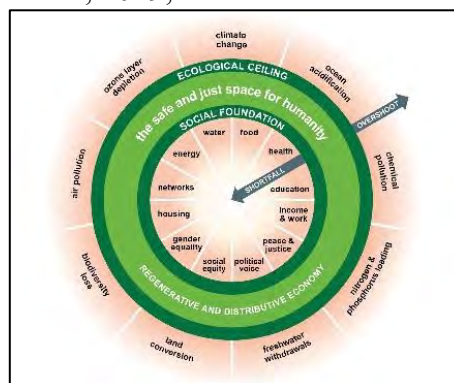 climate
change
ozone layer
depletion
ocean
acidification
ECOLOGICAL CEILING
the safe and just space for humanity
SOCIAL FOUNDATION
OVERSHOOT
water
food
energy
health
SHORTFALL
networks
education
housing
income
& work
gender
equality
peace &
justice
social
equity
political
voice
air pollution
chemical
pollution
REGENERATIVE AND DISTRIBUTIVE ECONOMY
biodiversity
loss
nitrogen &
phosphorus loading
land
conversion
freshwater
withdrawals